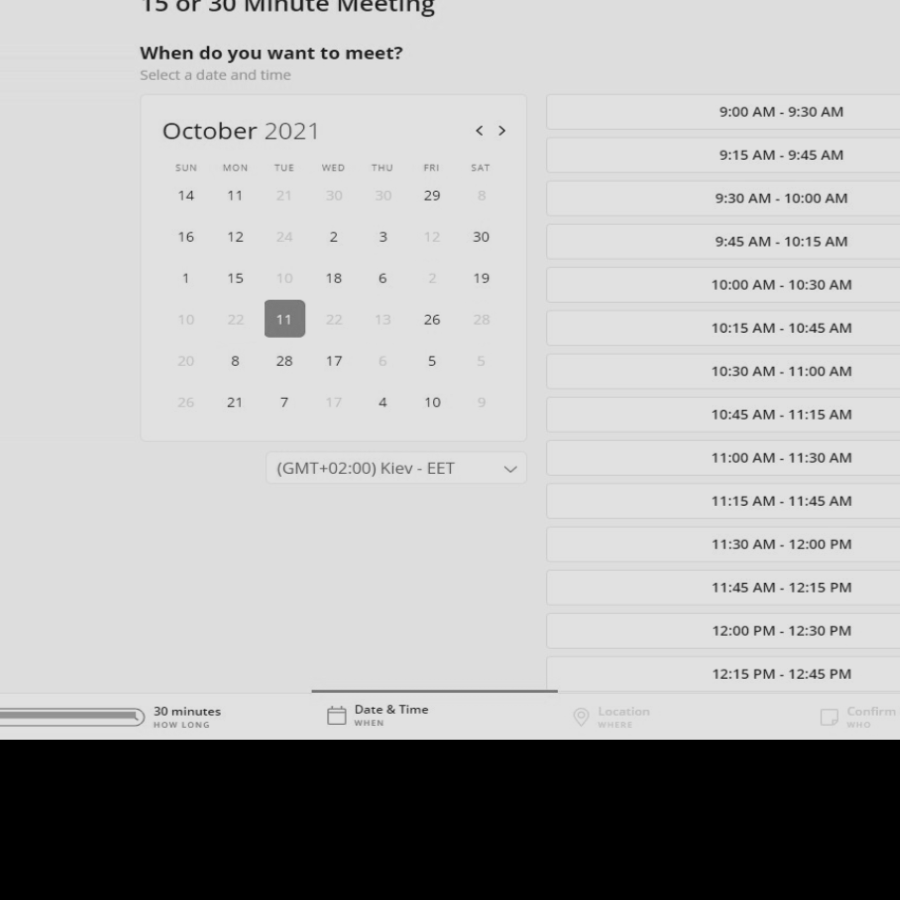 15 or 30 Minute Meeting
When do you want to meet?
Select a date and time
October 2021
< >
SUN MON TUE WED THU FRI SAT
14 11 21 30 30 29 8
16 12 24 2 3 12 30
1 15 10 18 6 2 19
10 22 11 22 13 26 28
20 8 28 17 6 5 5
26 21 7 17 4 10 9
(GMT+02:00) Kiev - EET
9:00 AM - 9:30 AM
9:15 AM - 9:45 AM
9:30 AM - 10:00 AM
9:45 AM - 10:15 AM
10:00 AM - 10:30 AM
10:15 AM - 10:45 AM
10:30 AM - 11:00 AM
10:45 AM - 11:15 AM
11:00 AM - 11:30 AM
11:15 AM - 11:45 AM
11:30 AM - 12:00 PM
11:45 AM - 12:15 PM
12:00 PM - 12:30 PM
12:15 PM - 12:45 PM
30 minutes
HOW LONG
Date & Time
WHEN
Location
WHERE
Confirm
WHO